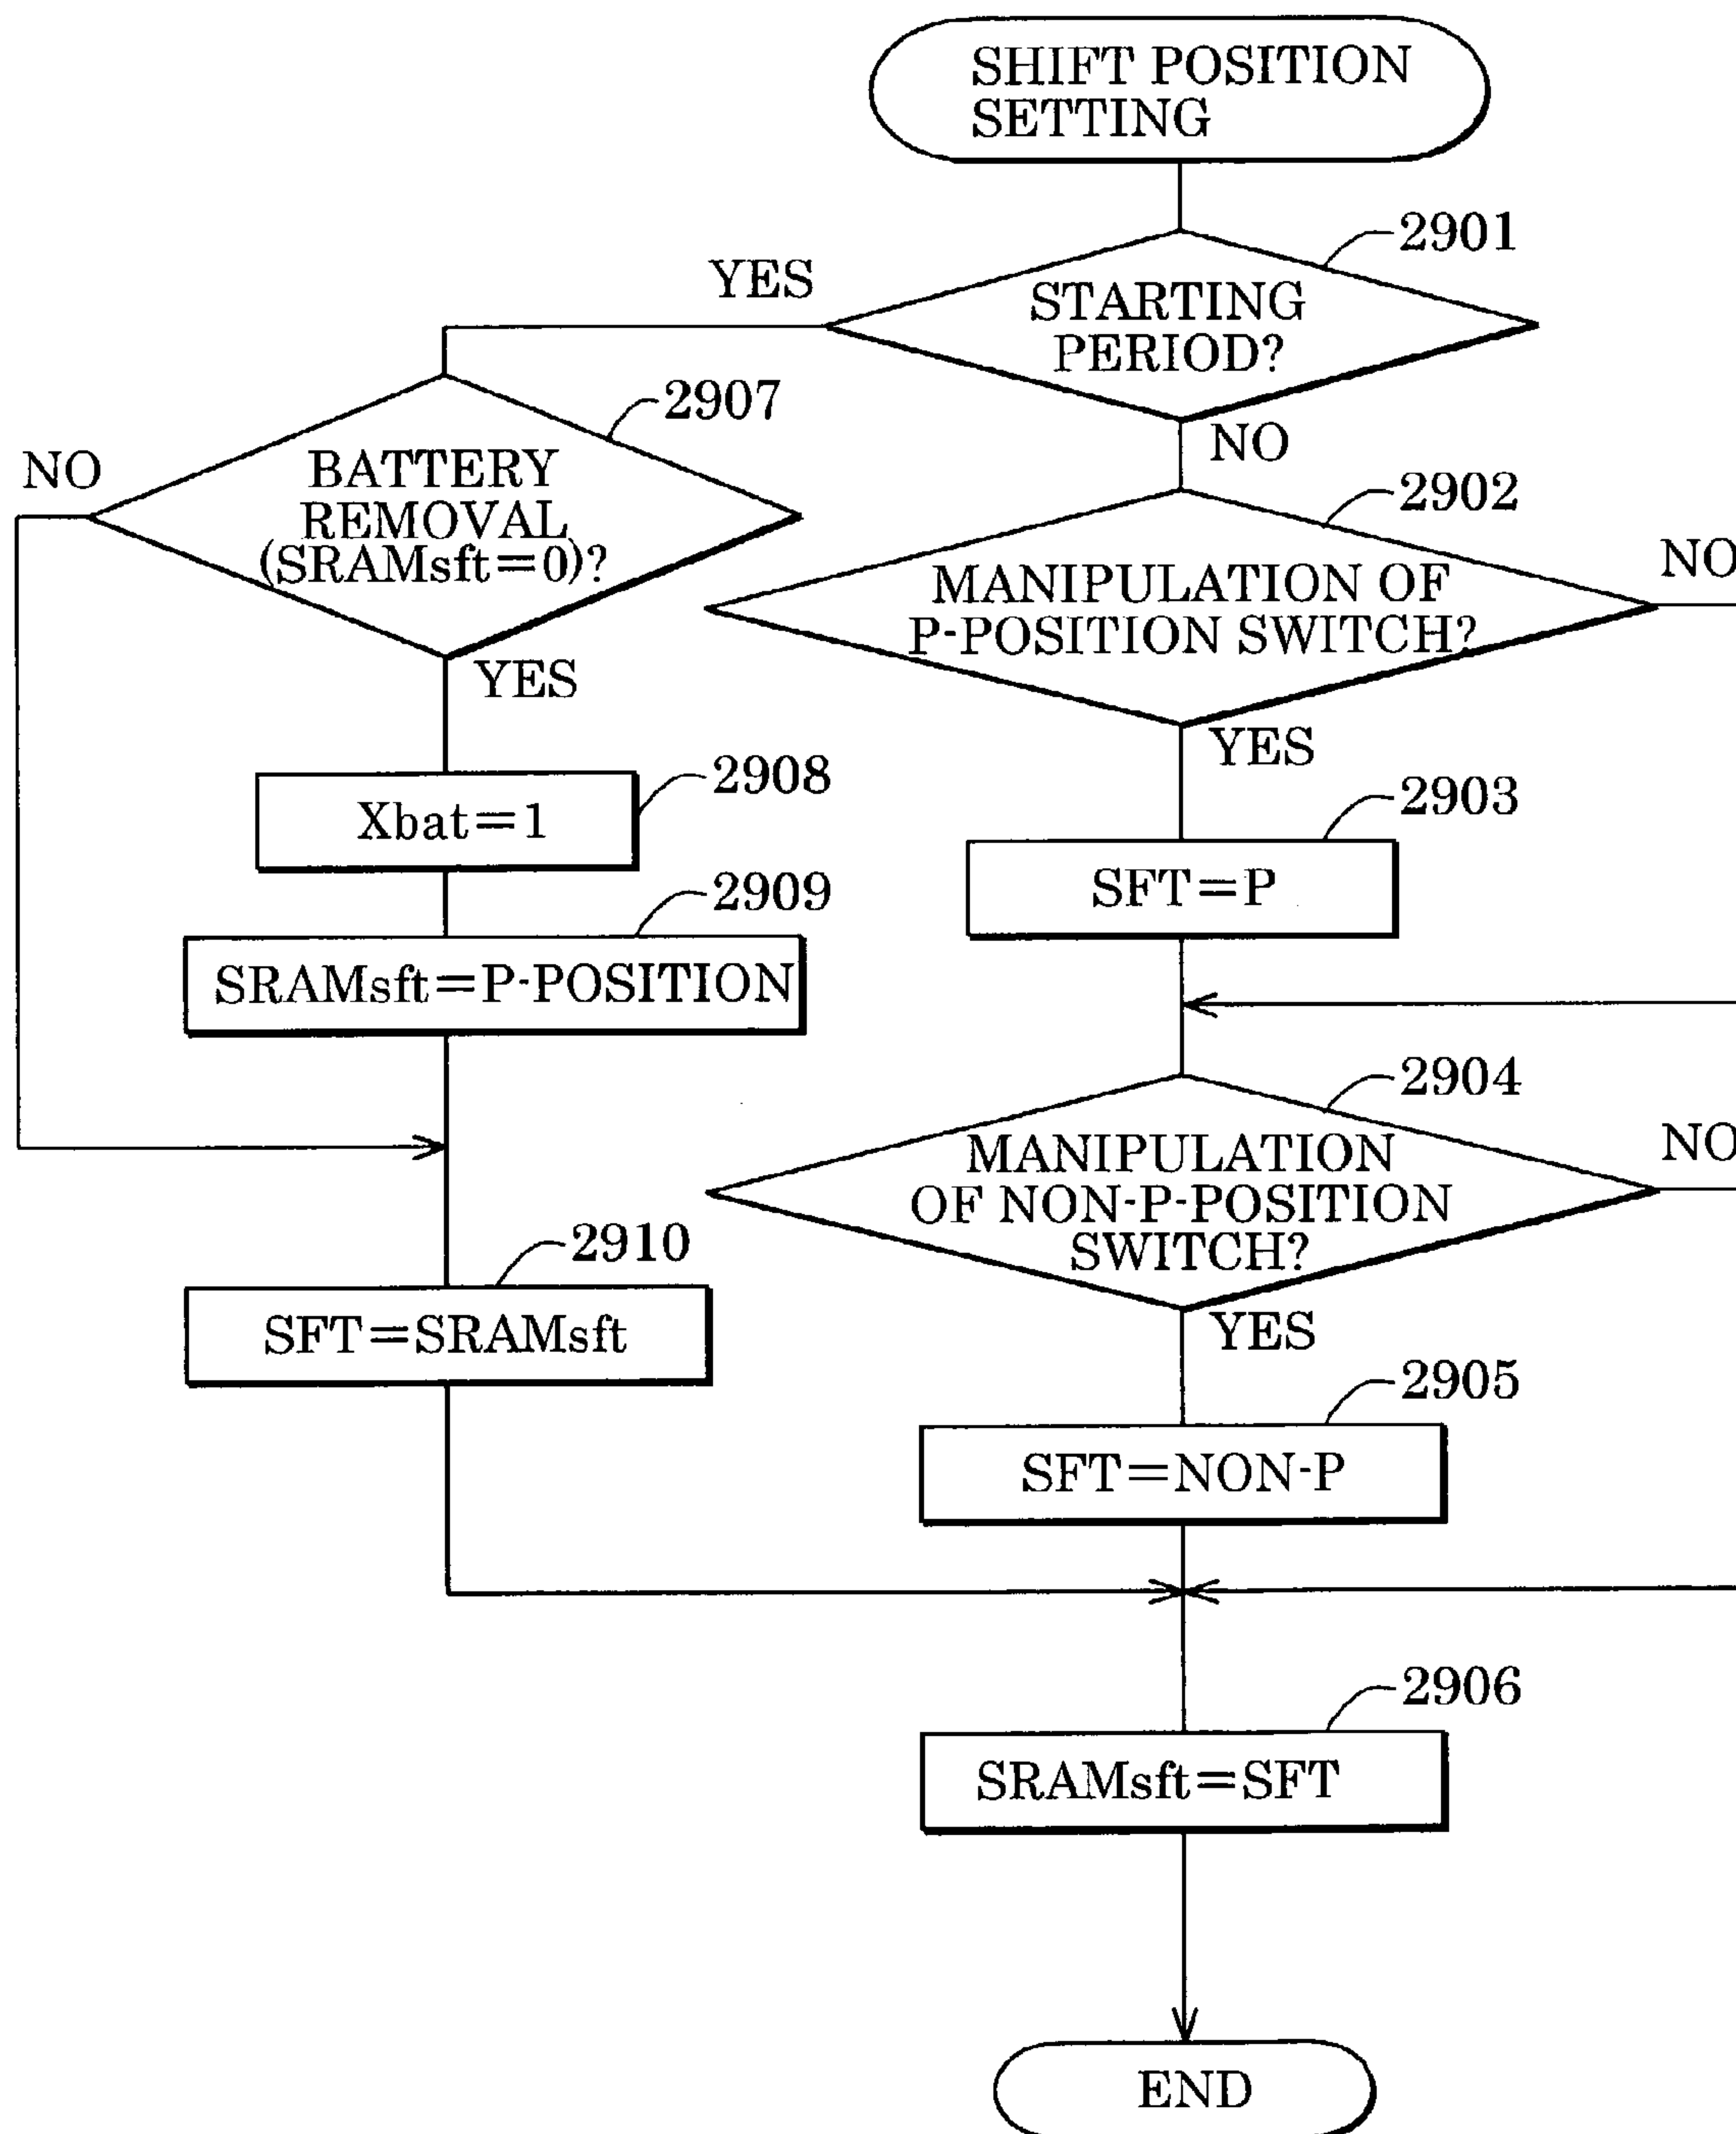 SHIFT POSITION
SETTING
2901
YES
STARTING
PERIOD?
NO
2907
NO
BATTERY
REMOVAL
(SRAMsft=0)?
YES
2902
NO
MANIPULATION OF
P-POSITION SWITCH?
YES
2908
Xbat=1
2903
SFT=P
2909
SRAMsft=P-POSITION
2904
NO
MANIPULATION
OF NON-P-POSITION
SWITCH?
YES
2910
SFT=SRAMsft
2905
SFT=NON-P
2906
SRAMsft=SFT
END